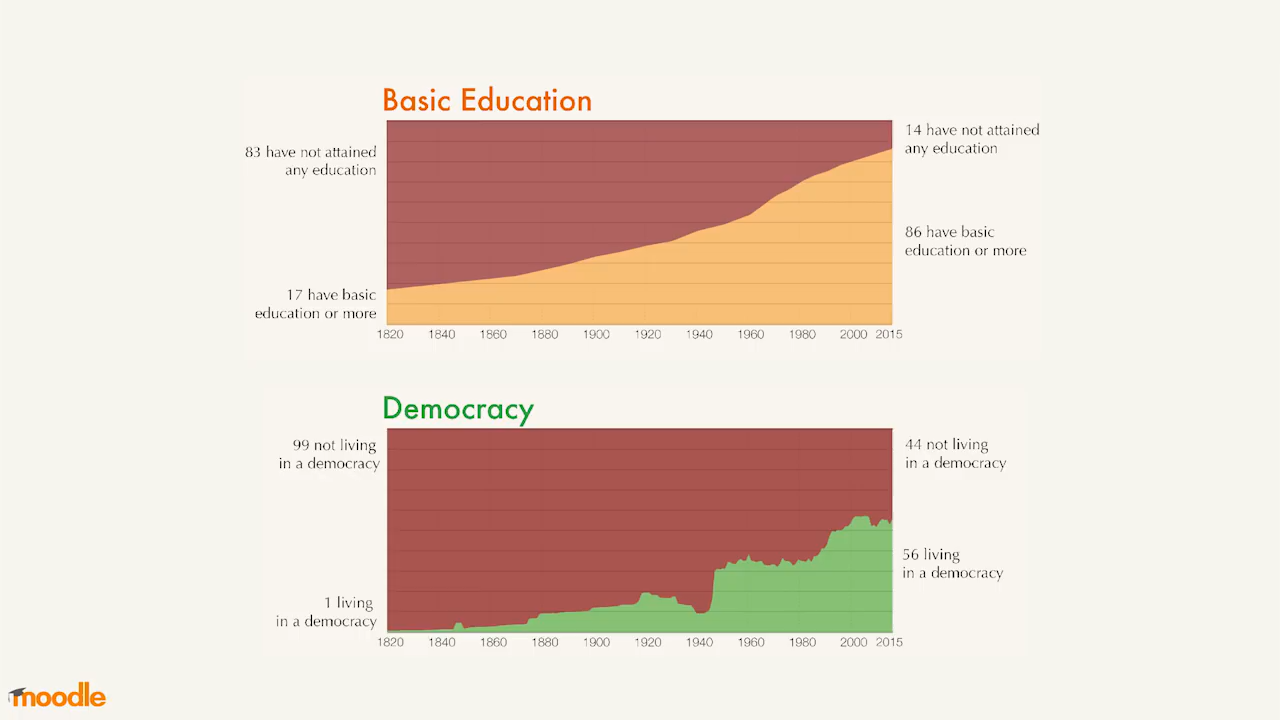 Basic Education
83 have not attained
any education
17 have basic
education or more
14 have not attained
any education
86 have basic
education or more
1820 1840 1860 1880 1900 1920 1940 1960 1980 2000 2015
Democracy
99 not living
in a democracy
1 living
in a democracy
44 not living
in a democracy
56 living
in a democracy
1820 1840 1860 1880 1900 1920 1940 1960 1980 2000 2015
moodle